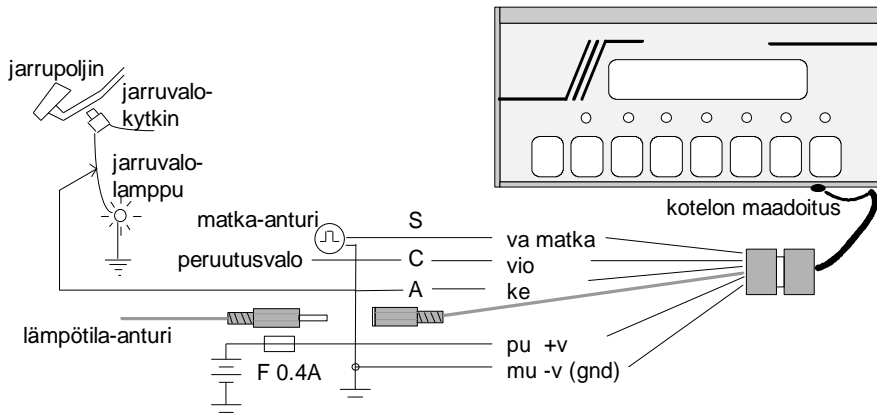 jarrupoljin
jarruvalo-
kytkin
jarruvalo-
lamppu
kotelon maadoitus
matka-anturi S va matka
peruutusvalo C vio
A ke
lämpötila-anturi
pu +v
F 0.4A mu -v (gnd)